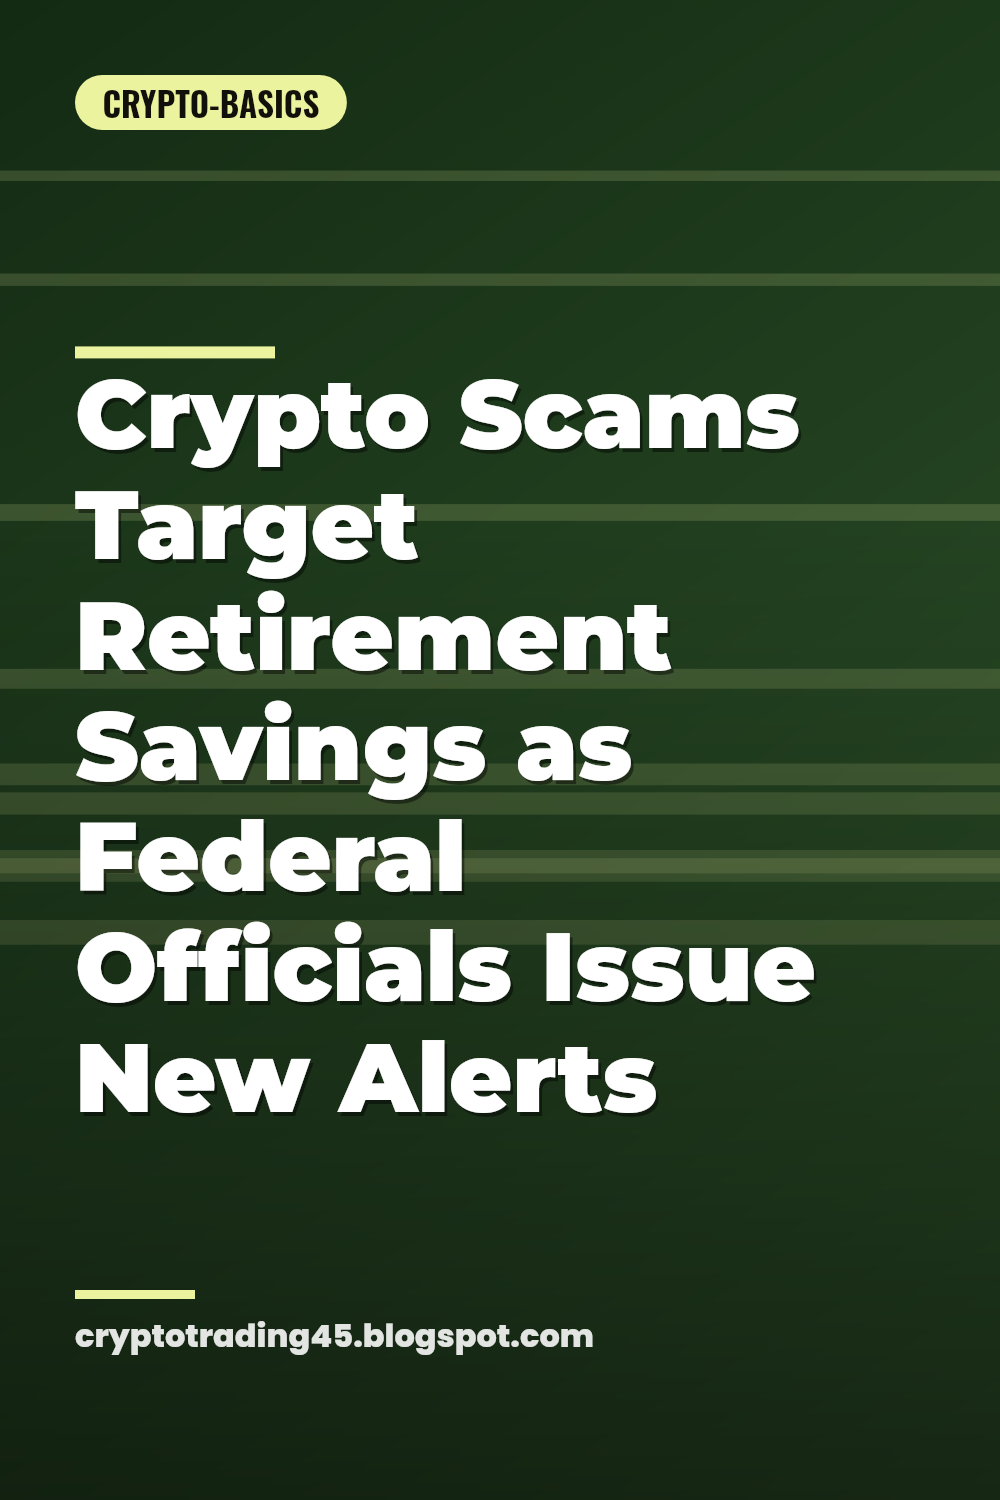 CRYPTO-BASICS
Crypto Scams
Target
Retirement
Savings as
Federal
Officials Issue
New Alerts
cryptotrading45.blogspot.com